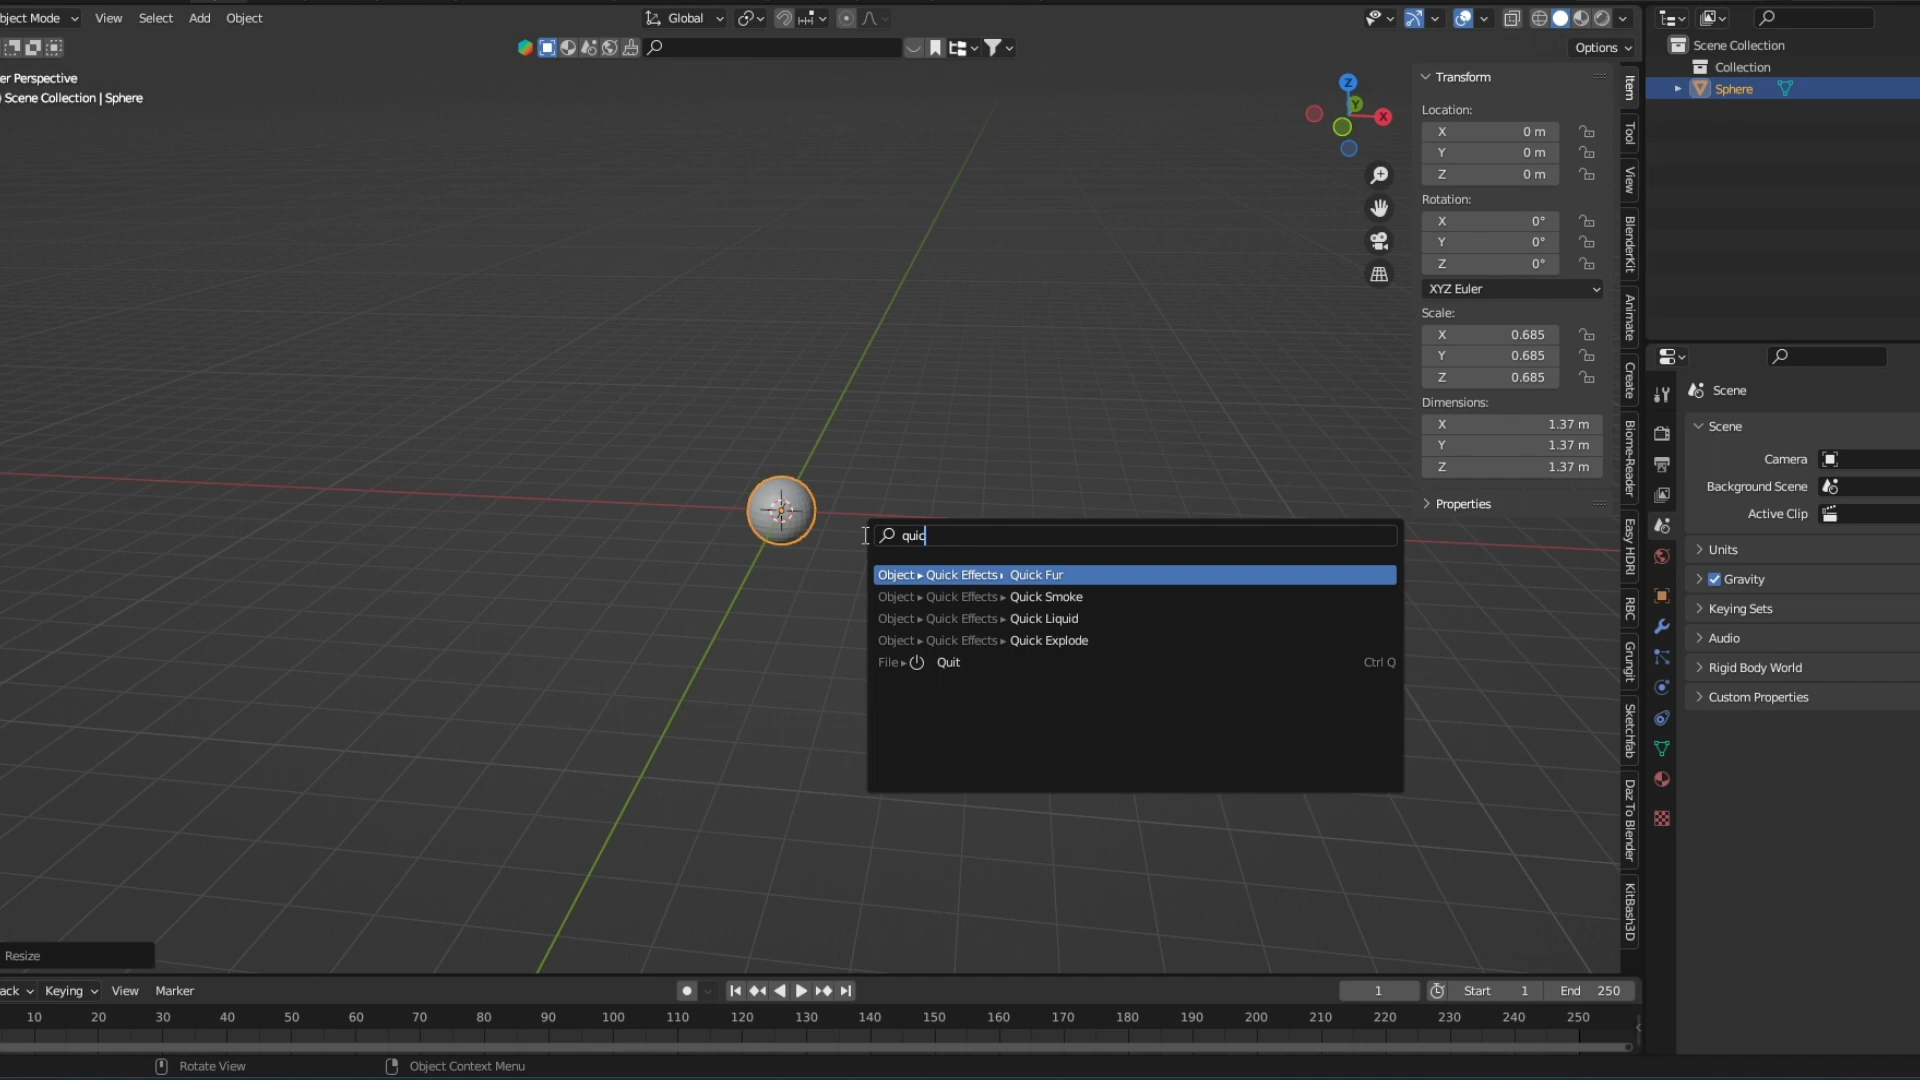 bject Mode View Select Add Object
Global
Options
er Perspective
Scene Collection | Sphere
Z
Y
X
Transform
Location:
X 0 m
Y 0 m
Z 0 m
Rotation:
X 0°
Y 0°
Z 0°
XYZ Euler
Scale:
X 0.685
Y 0.685
Z 0.685
Dimensions:
X 1.37 m
Y 1.37 m
Z 1.37 m
Properties
Item
Tool
View
BlenderKit
Animate
Create
Biome-Reader
Easy HDRI
RBC
Grungit
Sketchfab
Daz To Blender
KitBash3D
Scene Collection
Collection
Sphere
Scene
Scene
Camera
Background Scene
Active Clip
Units
Gravity
Keying Sets
Audio
Rigid Body World
Custom Properties
quic
Object ▸ Quick Effects ▸ Quick Fur
Object ▸ Quick Effects ▸ Quick Smoke
Object ▸ Quick Effects ▸ Quick Liquid
Object ▸ Quick Effects ▸ Quick Explode
File ▸ Quit Ctrl Q
Resize
ack Keying View Marker
1 Start 1 End 250
10 20 30 40 50 60 70 80 90 100 110 120 130 140 150 160 170 180 190 200 210 220 230 240 250
Rotate View Object Context Menu